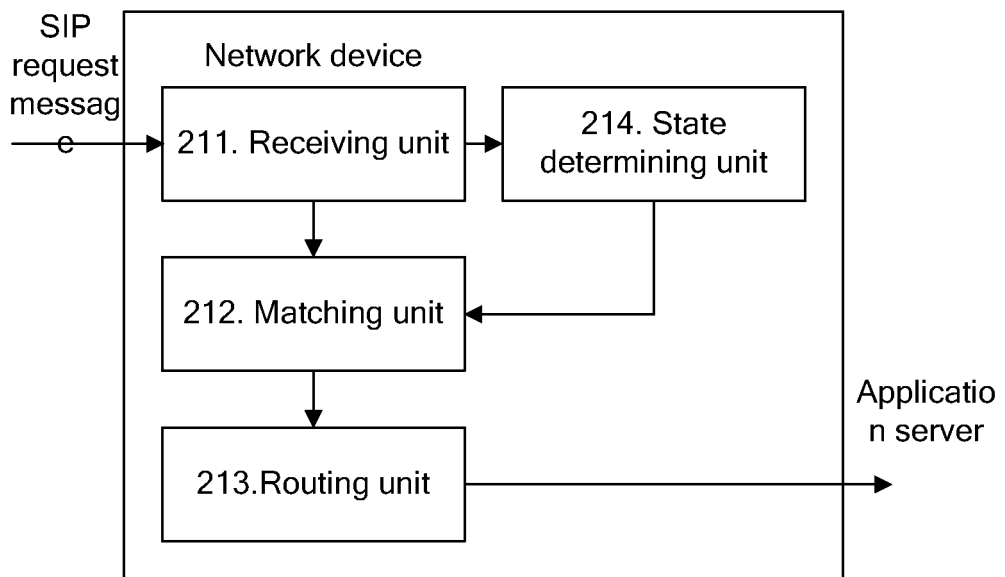 SIP
request
messag
e
Network device
211. Receiving unit
214. State
determining unit
212. Matching unit
213.Routing unit
Applicatio
n server